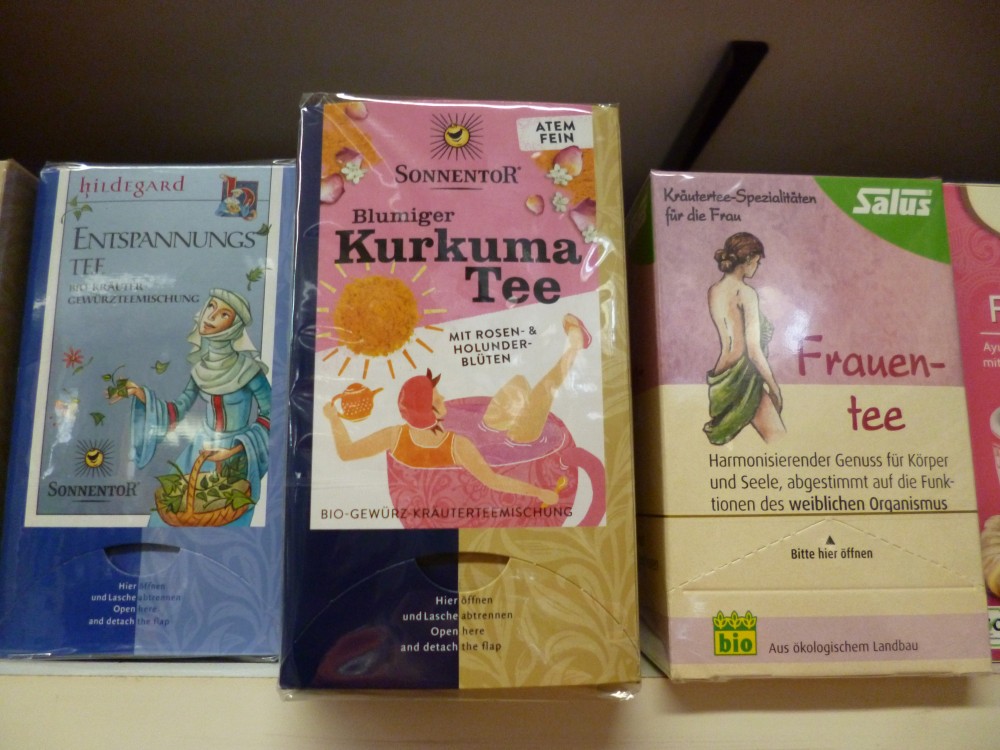 hildegard
ENTSPANNUNGS
TEE
BIO-KRÄUTER-
GEWÜRZTEEMISCHUNG
SONNENTOR®
Hier öffnen
und Lasche abtrennen
Open here
and detach the flap
ATEM
FEIN
SONNENTOR®
Blumiger
Kurkuma
Tee
MIT ROSEN- &
HOLUNDER-
BLÜTEN
BIO-GEWÜRZ-KRÄUTERTEEMISCHUNG
Hier öffnen
und Lasche abtrennen
Open here
and detach the flap
Kräutertee-Spezialitäten
für die Frau
Salus®
Frauen-
tee
Harmonisierender Genuss für Körper
und Seele, abgestimmt auf die Funk-
tionen des weiblichen Organismus
Bitte hier öffnen
bio
Aus ökologischem Landbau